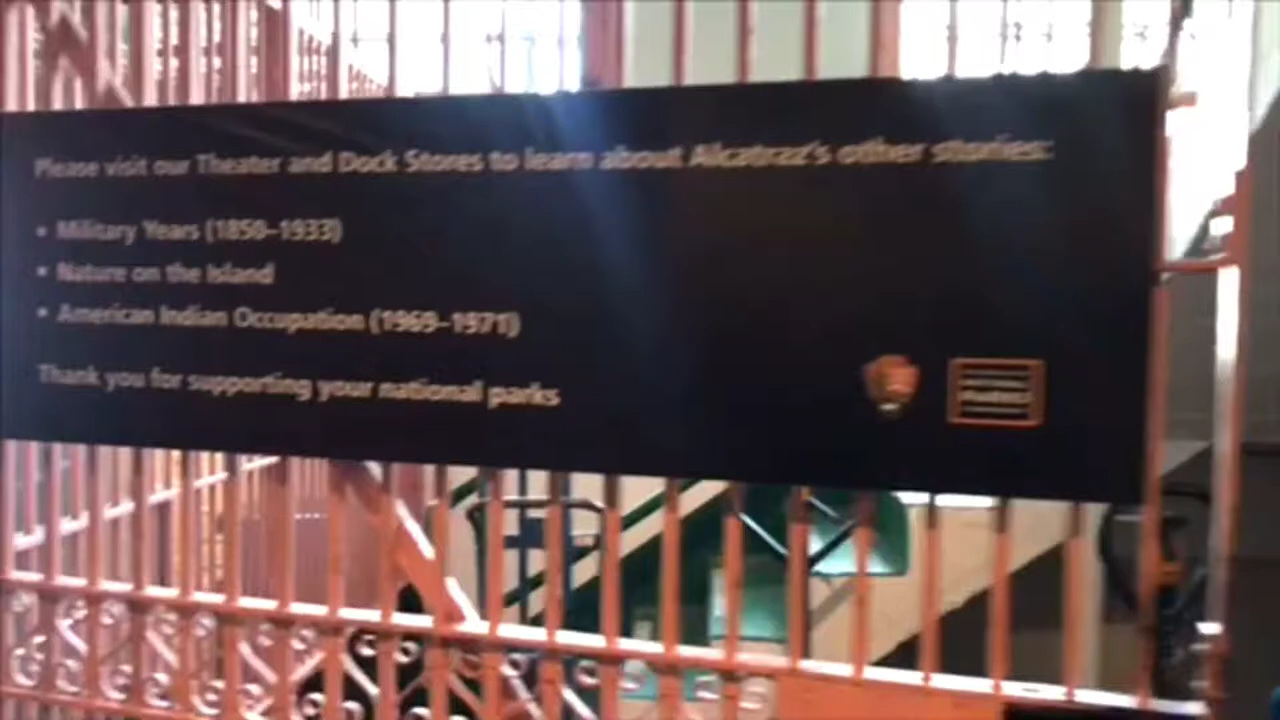 Please visit our Theater and Dock Stores to learn about Alcatraz's other stories:
• Military Years (1850–1933)
• Nature on the Island
• American Indian Occupation (1969–1971)
Thank you for supporting your national parks